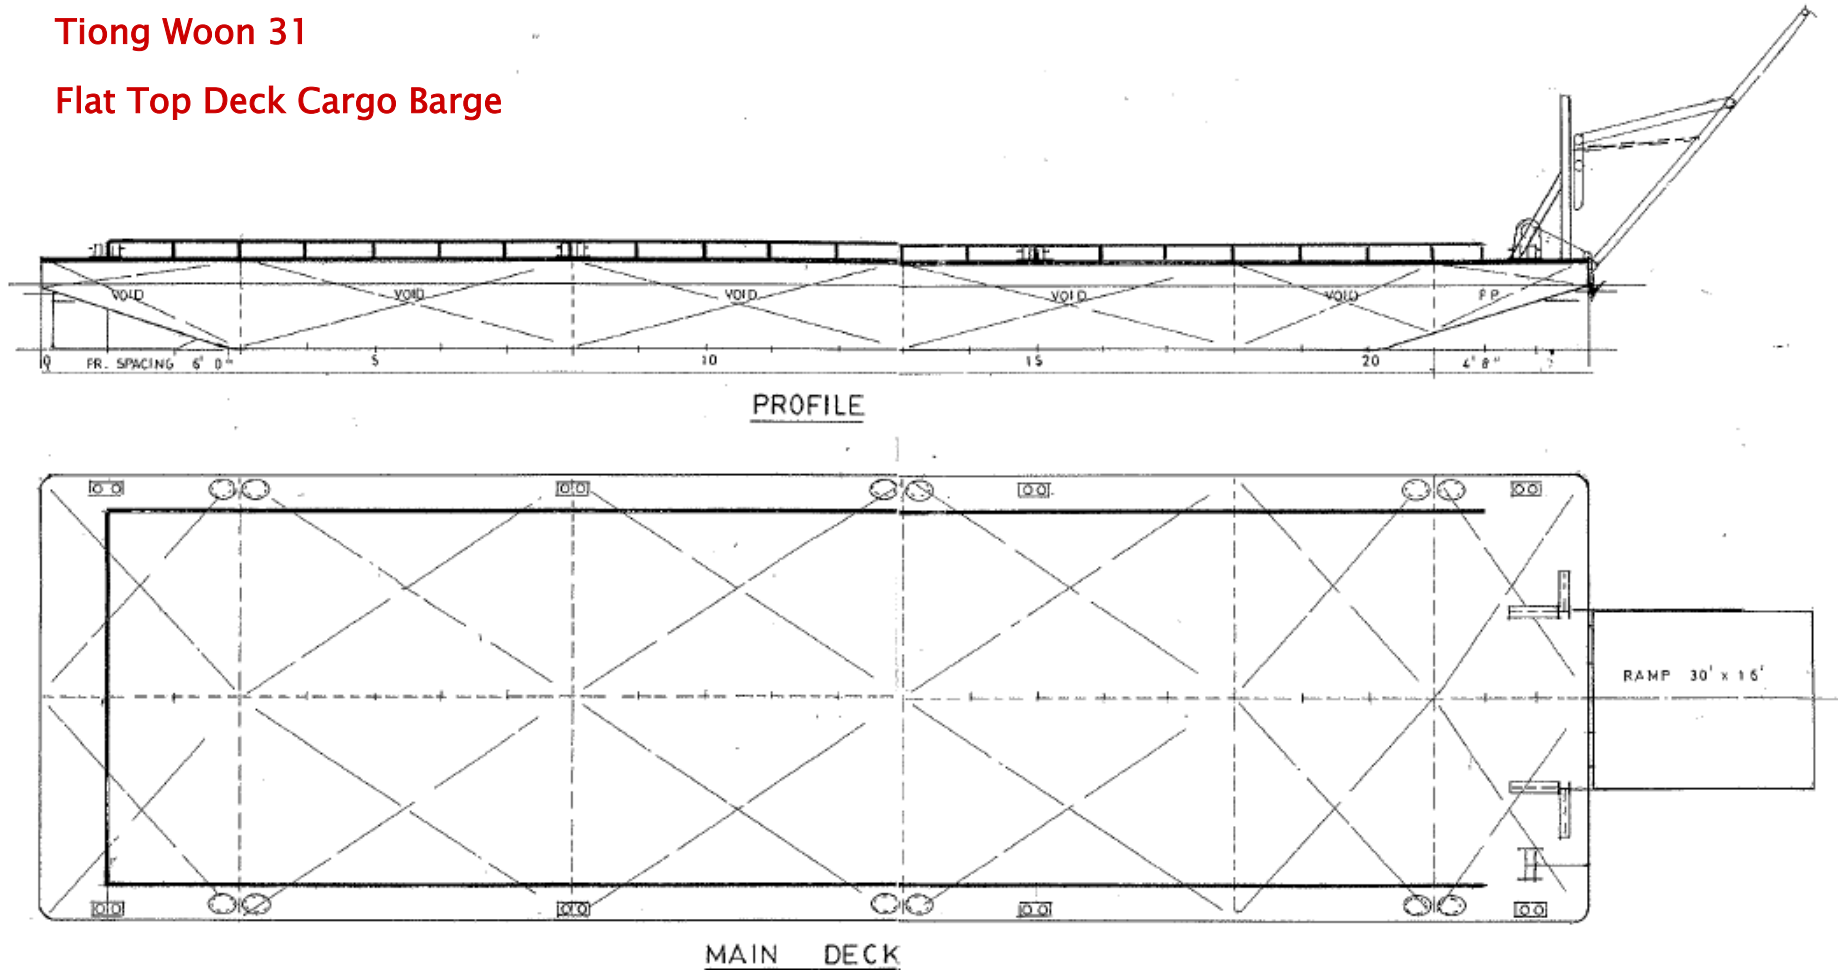 Tiong Woon 31
Flat Top Deck Cargo Barge
VOID VOID VOID VOID VOID F P
0 FR. SPACING 6' 0" 5 10 15 20 4' 8"
PROFILE
RAMP 30' x 16'
MAIN DECK